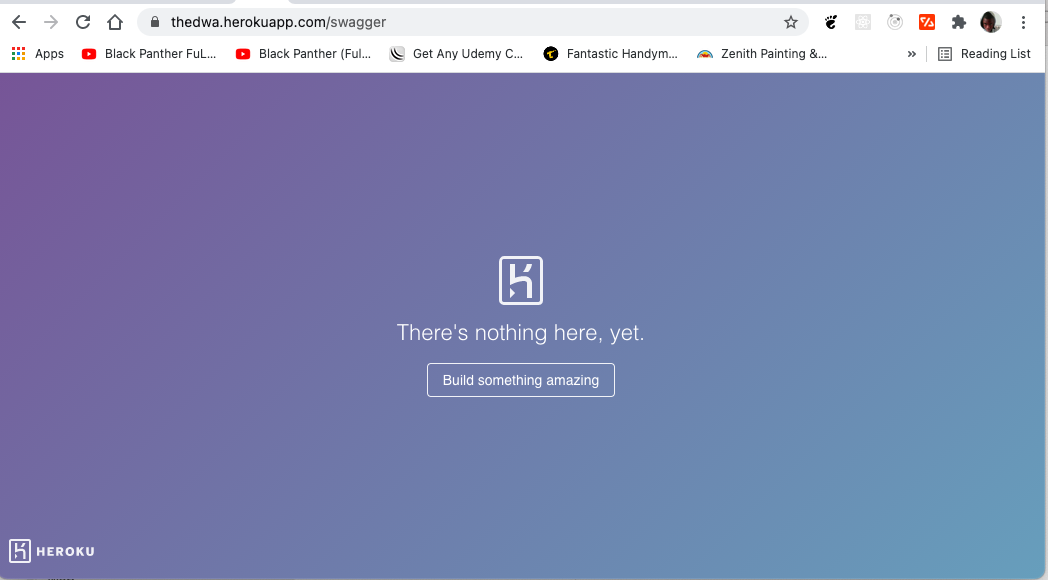 thedwa.herokuapp.com/swagger
Apps Black Panther FuL... Black Panther (Ful... Get Any Udemy C... Fantastic Handym... Zenith Painting &... » Reading List
There's nothing here, yet.
Build something amazing
HEROKU